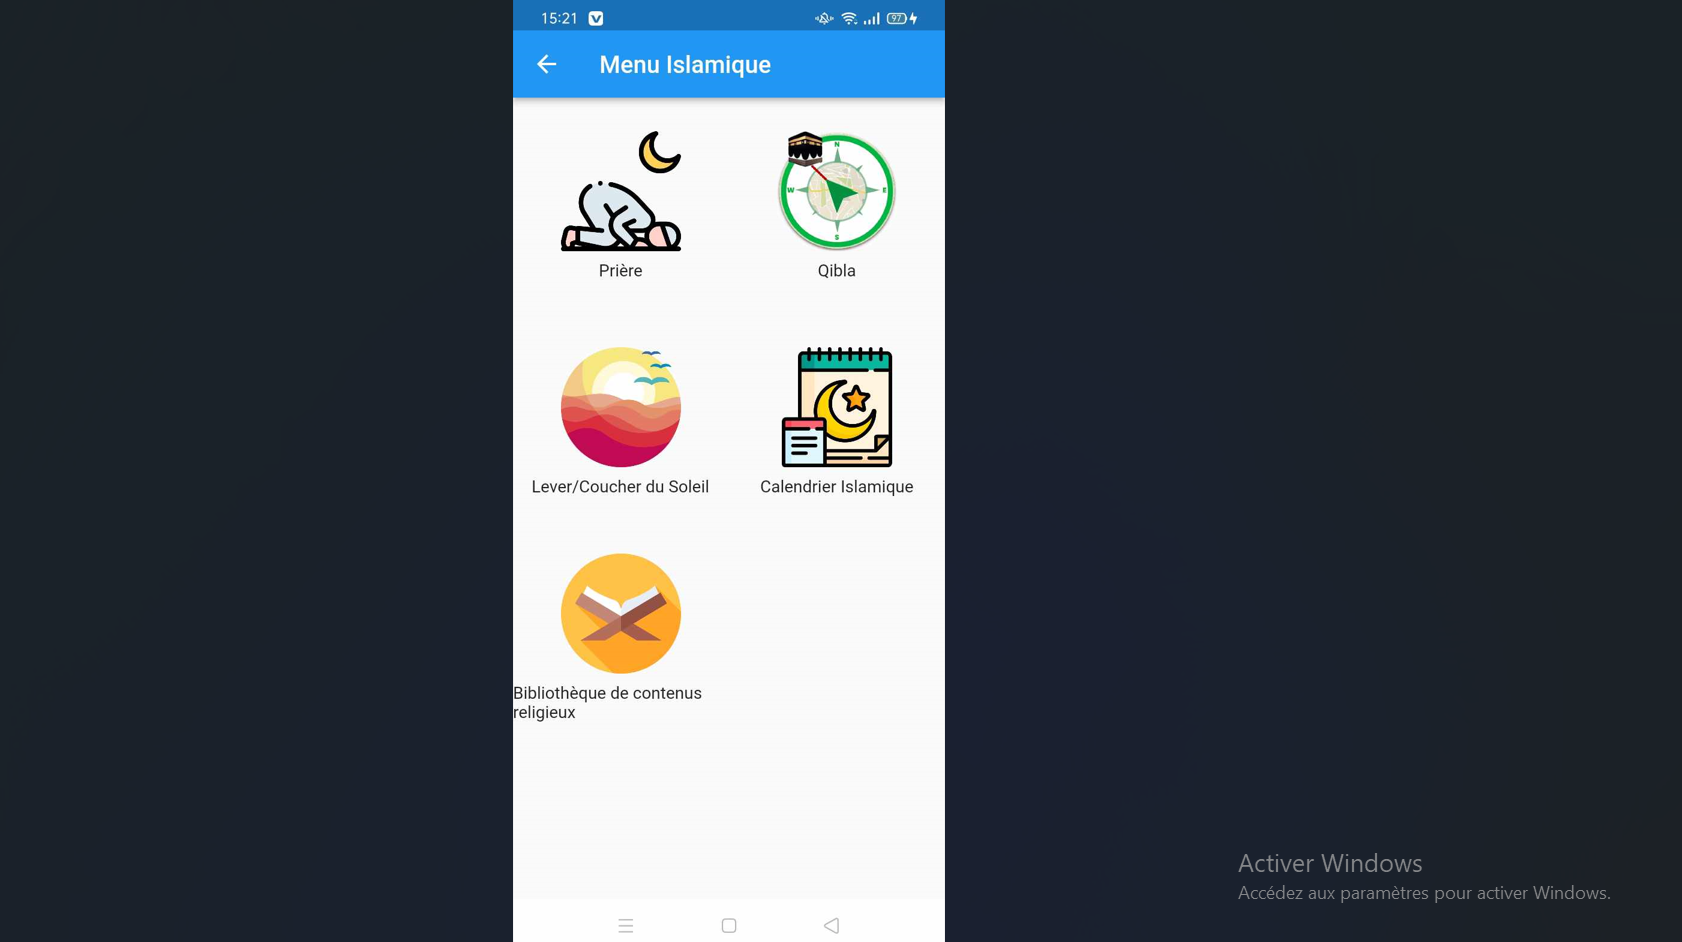 15:21
97
Menu Islamique
N
W
E
S
Prière
Qibla
Lever/Coucher du Soleil
Calendrier Islamique
Bibliothèque de contenus
religieux
Activer Windows
Accédez aux paramètres pour activer Windows.